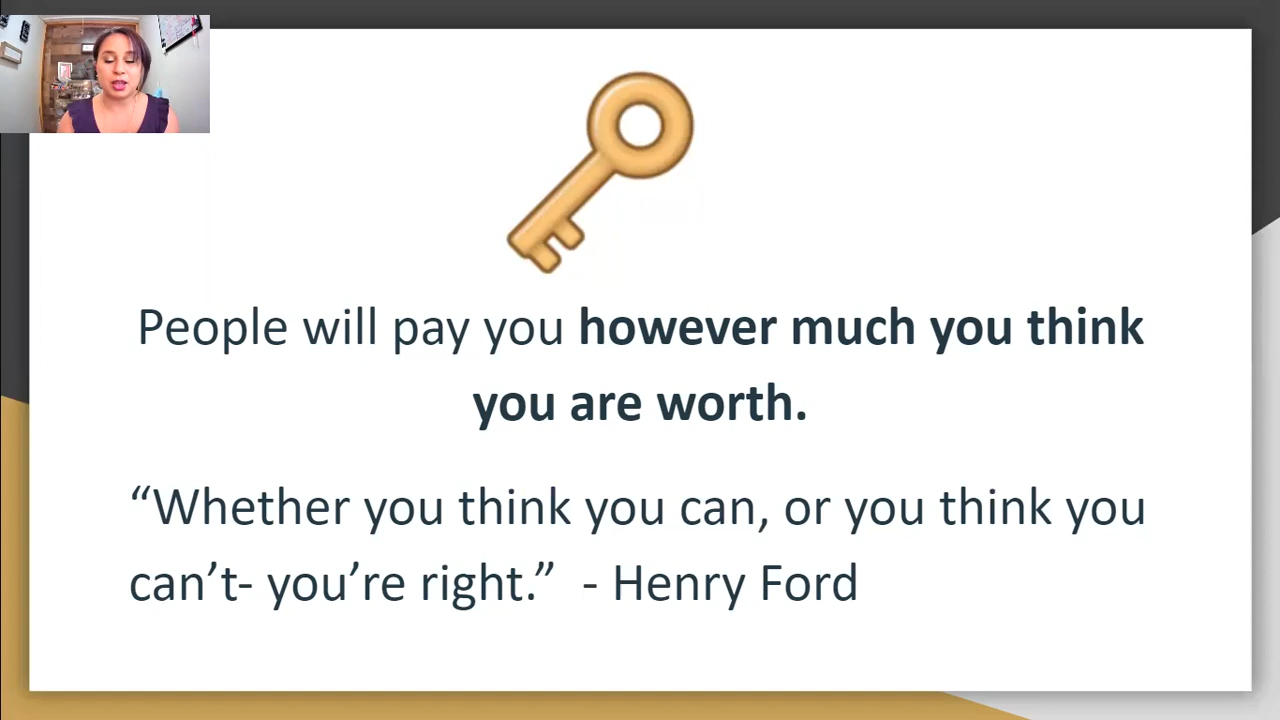 People will pay you however much you think
you are worth.
“Whether you think you can, or you think you
can’t- you’re right.”  - Henry Ford